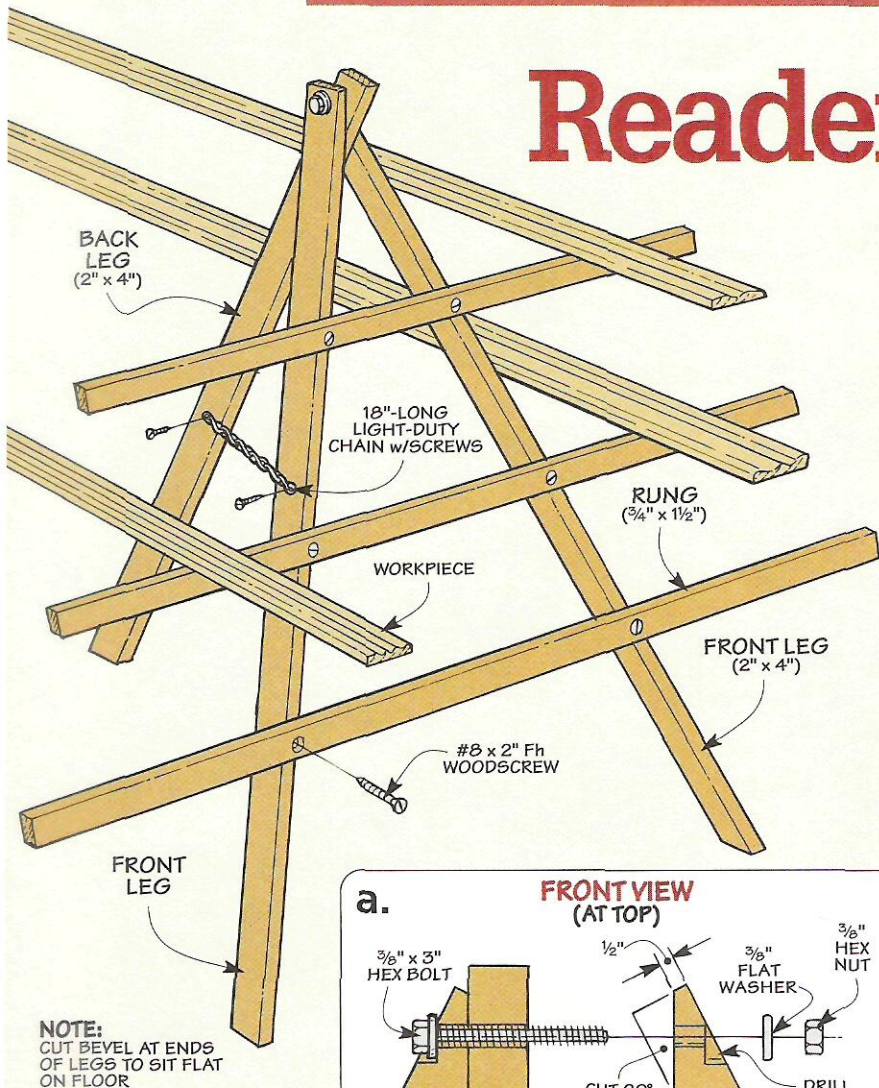 Reade
BACK
LEG
(2" x 4")
18"-LONG
LIGHT-DUTY
CHAIN w/SCREWS
RUNG
(3/4" x 1 1/2")
WORKPIECE
FRONT LEG
(2" x 4")
#8 x 2" Fh
WOODSCREW
FRONT
LEG
NOTE:
CUT BEVEL AT ENDS
OF LEGS TO SIT FLAT
ON FLOOR
a.
FRONT VIEW
(AT TOP)
3/8" x 3"
HEX BOLT
1/2"
3/8"
FLAT
WASHER
3/8"
HEX
NUT
DRILL